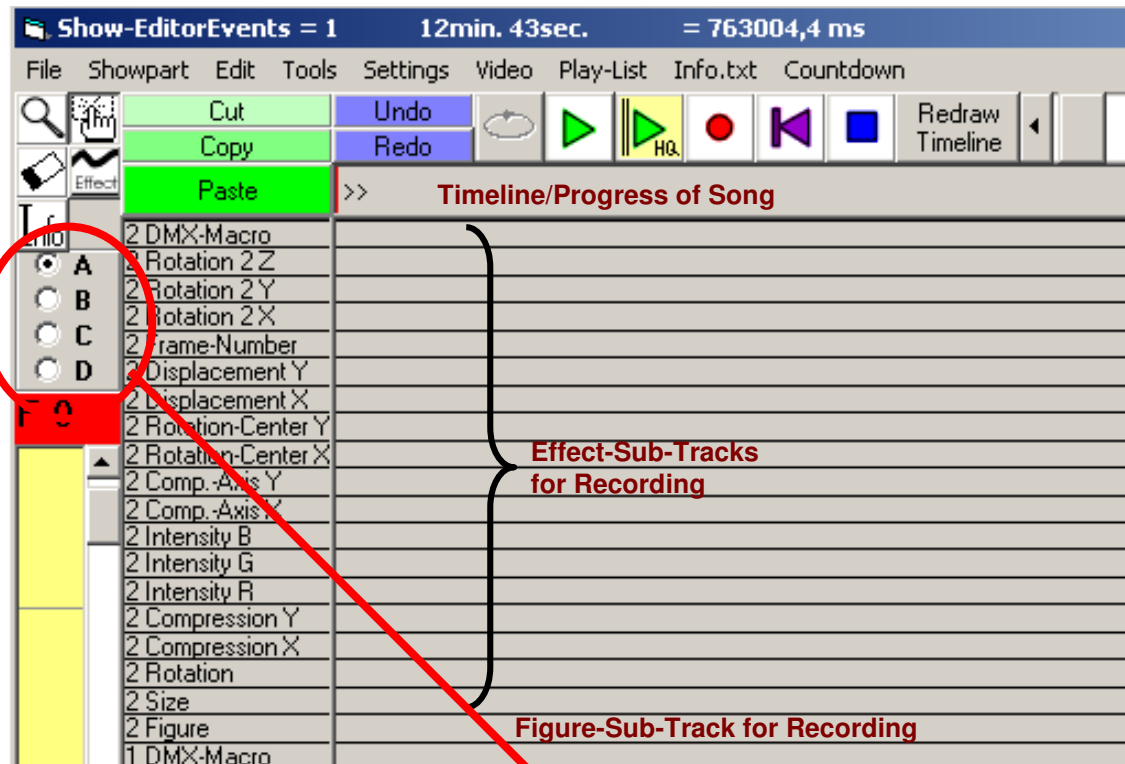 Show-EditorEvents = 1 12min. 43sec. = 763004,4 ms
File Showpart Edit Tools Settings Video Play-List Info.txt Countdown
Cut Undo
Copy Redo
HQ
Redraw
Timeline
Effect
Paste
>> Timeline/Progress of Song
Info
A
B
C
D
2 DMX-Macro
2 Rotation 2 Z
2 Rotation 2 Y
2 Rotation 2 X
2 Frame-Number
2 Displacement Y
2 Displacement X
2 Rotation-Center Y
2 Rotation-Center X
2 Comp.-Axis Y
2 Comp.-Axis X
2 Intensity B
2 Intensity G
2 Intensity R
2 Compression Y
2 Compression X
2 Rotation
2 Size
2 Figure
1 DMX-Macro
Effect-Sub-Tracks
for Recording
Figure-Sub-Track for Recording